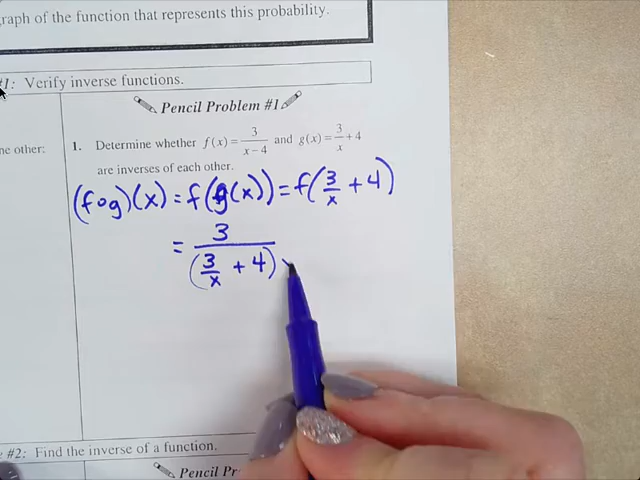 raph of the function that represents this probability.
#1: Verify inverse functions.
Pencil Problem #1
ne other:
1. Determine whether f(x) = 3/(x−4) and g(x) = 3/x + 4
are inverses of each other.
(f∘g)(x) = f(g(x)) = f(3/x + 4)
= 3/((3/x + 4)
#2: Find the inverse of a function.
Pencil Pr